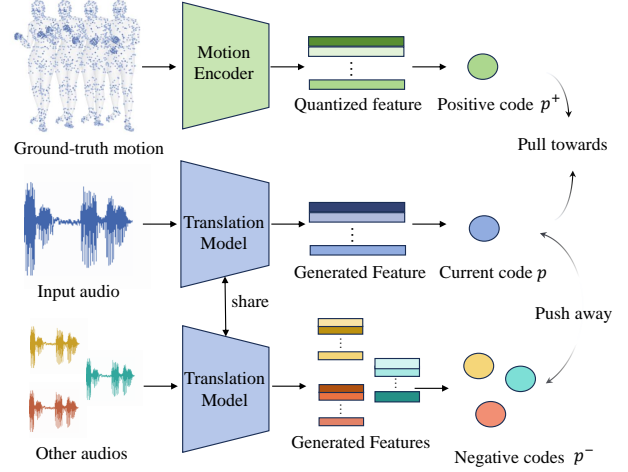 Motion
Encoder
Ground-truth motion
Quantized feature
Positive code p⁺
Pull towards
Translation
Model
Input audio
Generated Feature
Current code p
share
Push away
Translation
Model
Other audios
Generated Features
Negative codes p⁻